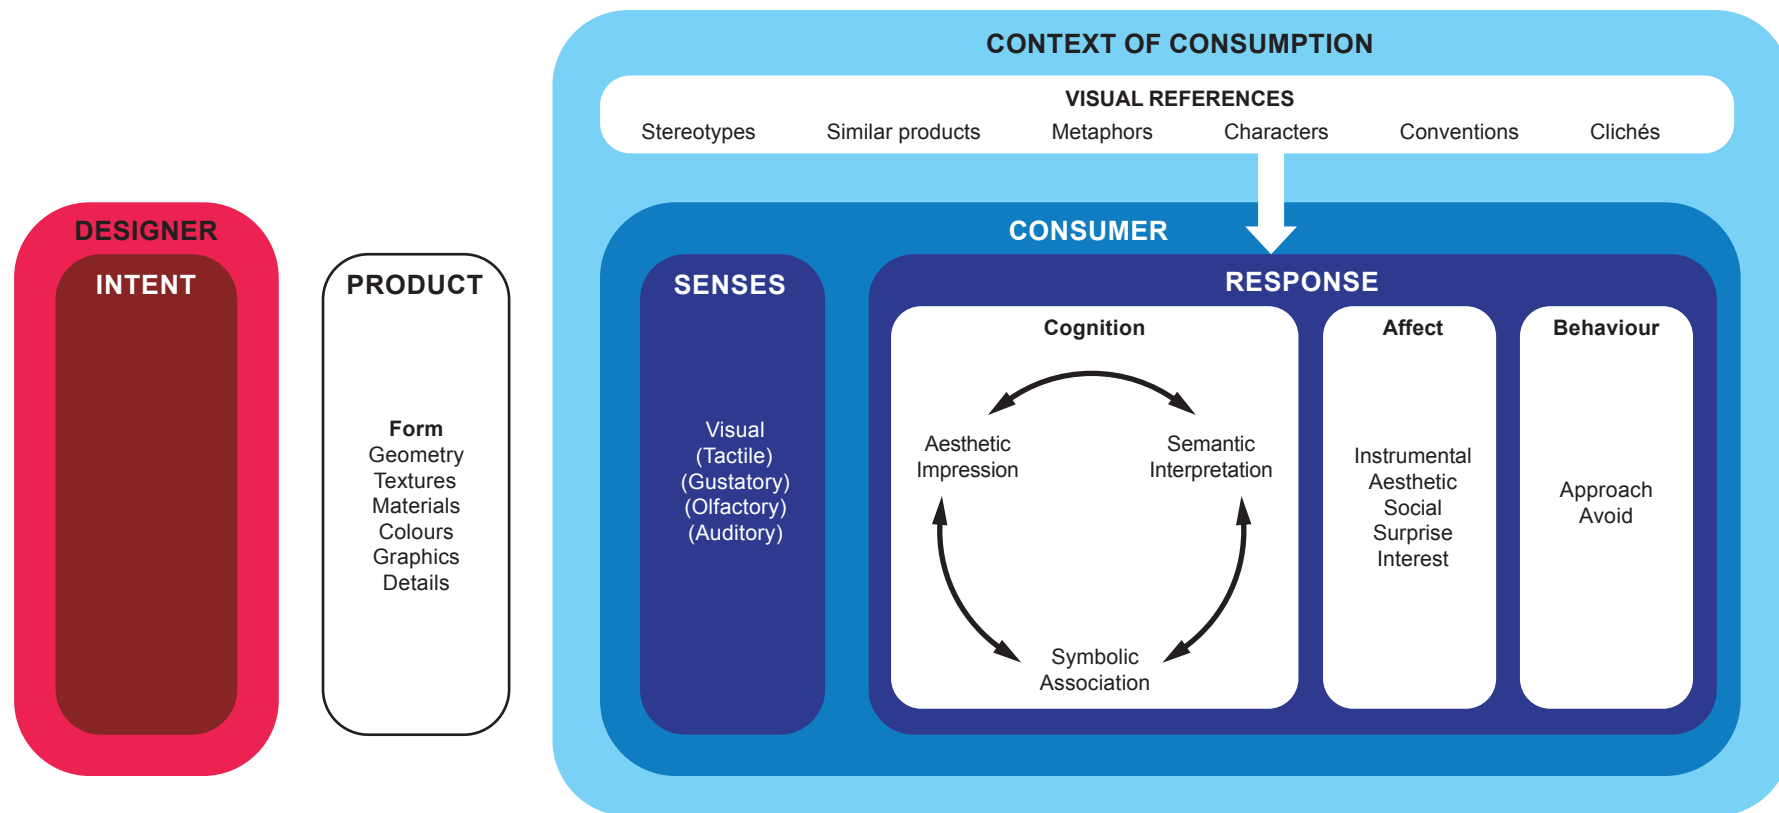 CONTEXT OF CONSUMPTION
VISUAL REFERENCES
Stereotypes Similar products Metaphors Characters Conventions Clichés
DESIGNER
INTENT
PRODUCT
Form
Geometry
Textures
Materials
Colours
Graphics
Details
CONSUMER
SENSES
Visual
(Tactile)
(Gustatory)
(Olfactory)
(Auditory)
RESPONSE
Cognition
Aesthetic
Impression
Semantic
Interpretation
Symbolic
Association
Affect
Instrumental
Aesthetic
Social
Surprise
Interest
Behaviour
Approach
Avoid